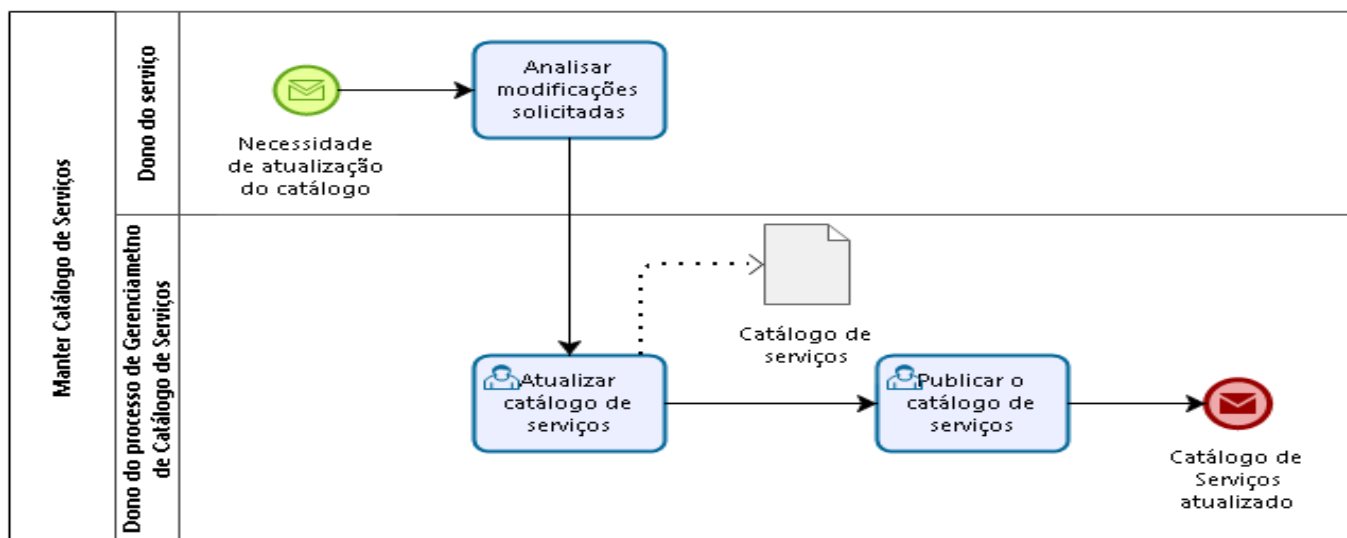 Manter Catálogo de Serviços
Dono do serviço
Necessidade
de atualização
do catálogo
Analisar
modificações
solicitadas
Dono do processo de Gerenciametno
de Catálogo de Serviços
Catálogo de
serviços
Atualizar
catálogo de
serviços
Publicar o
catálogo de
serviços
Catálogo de
Serviços
atualizado